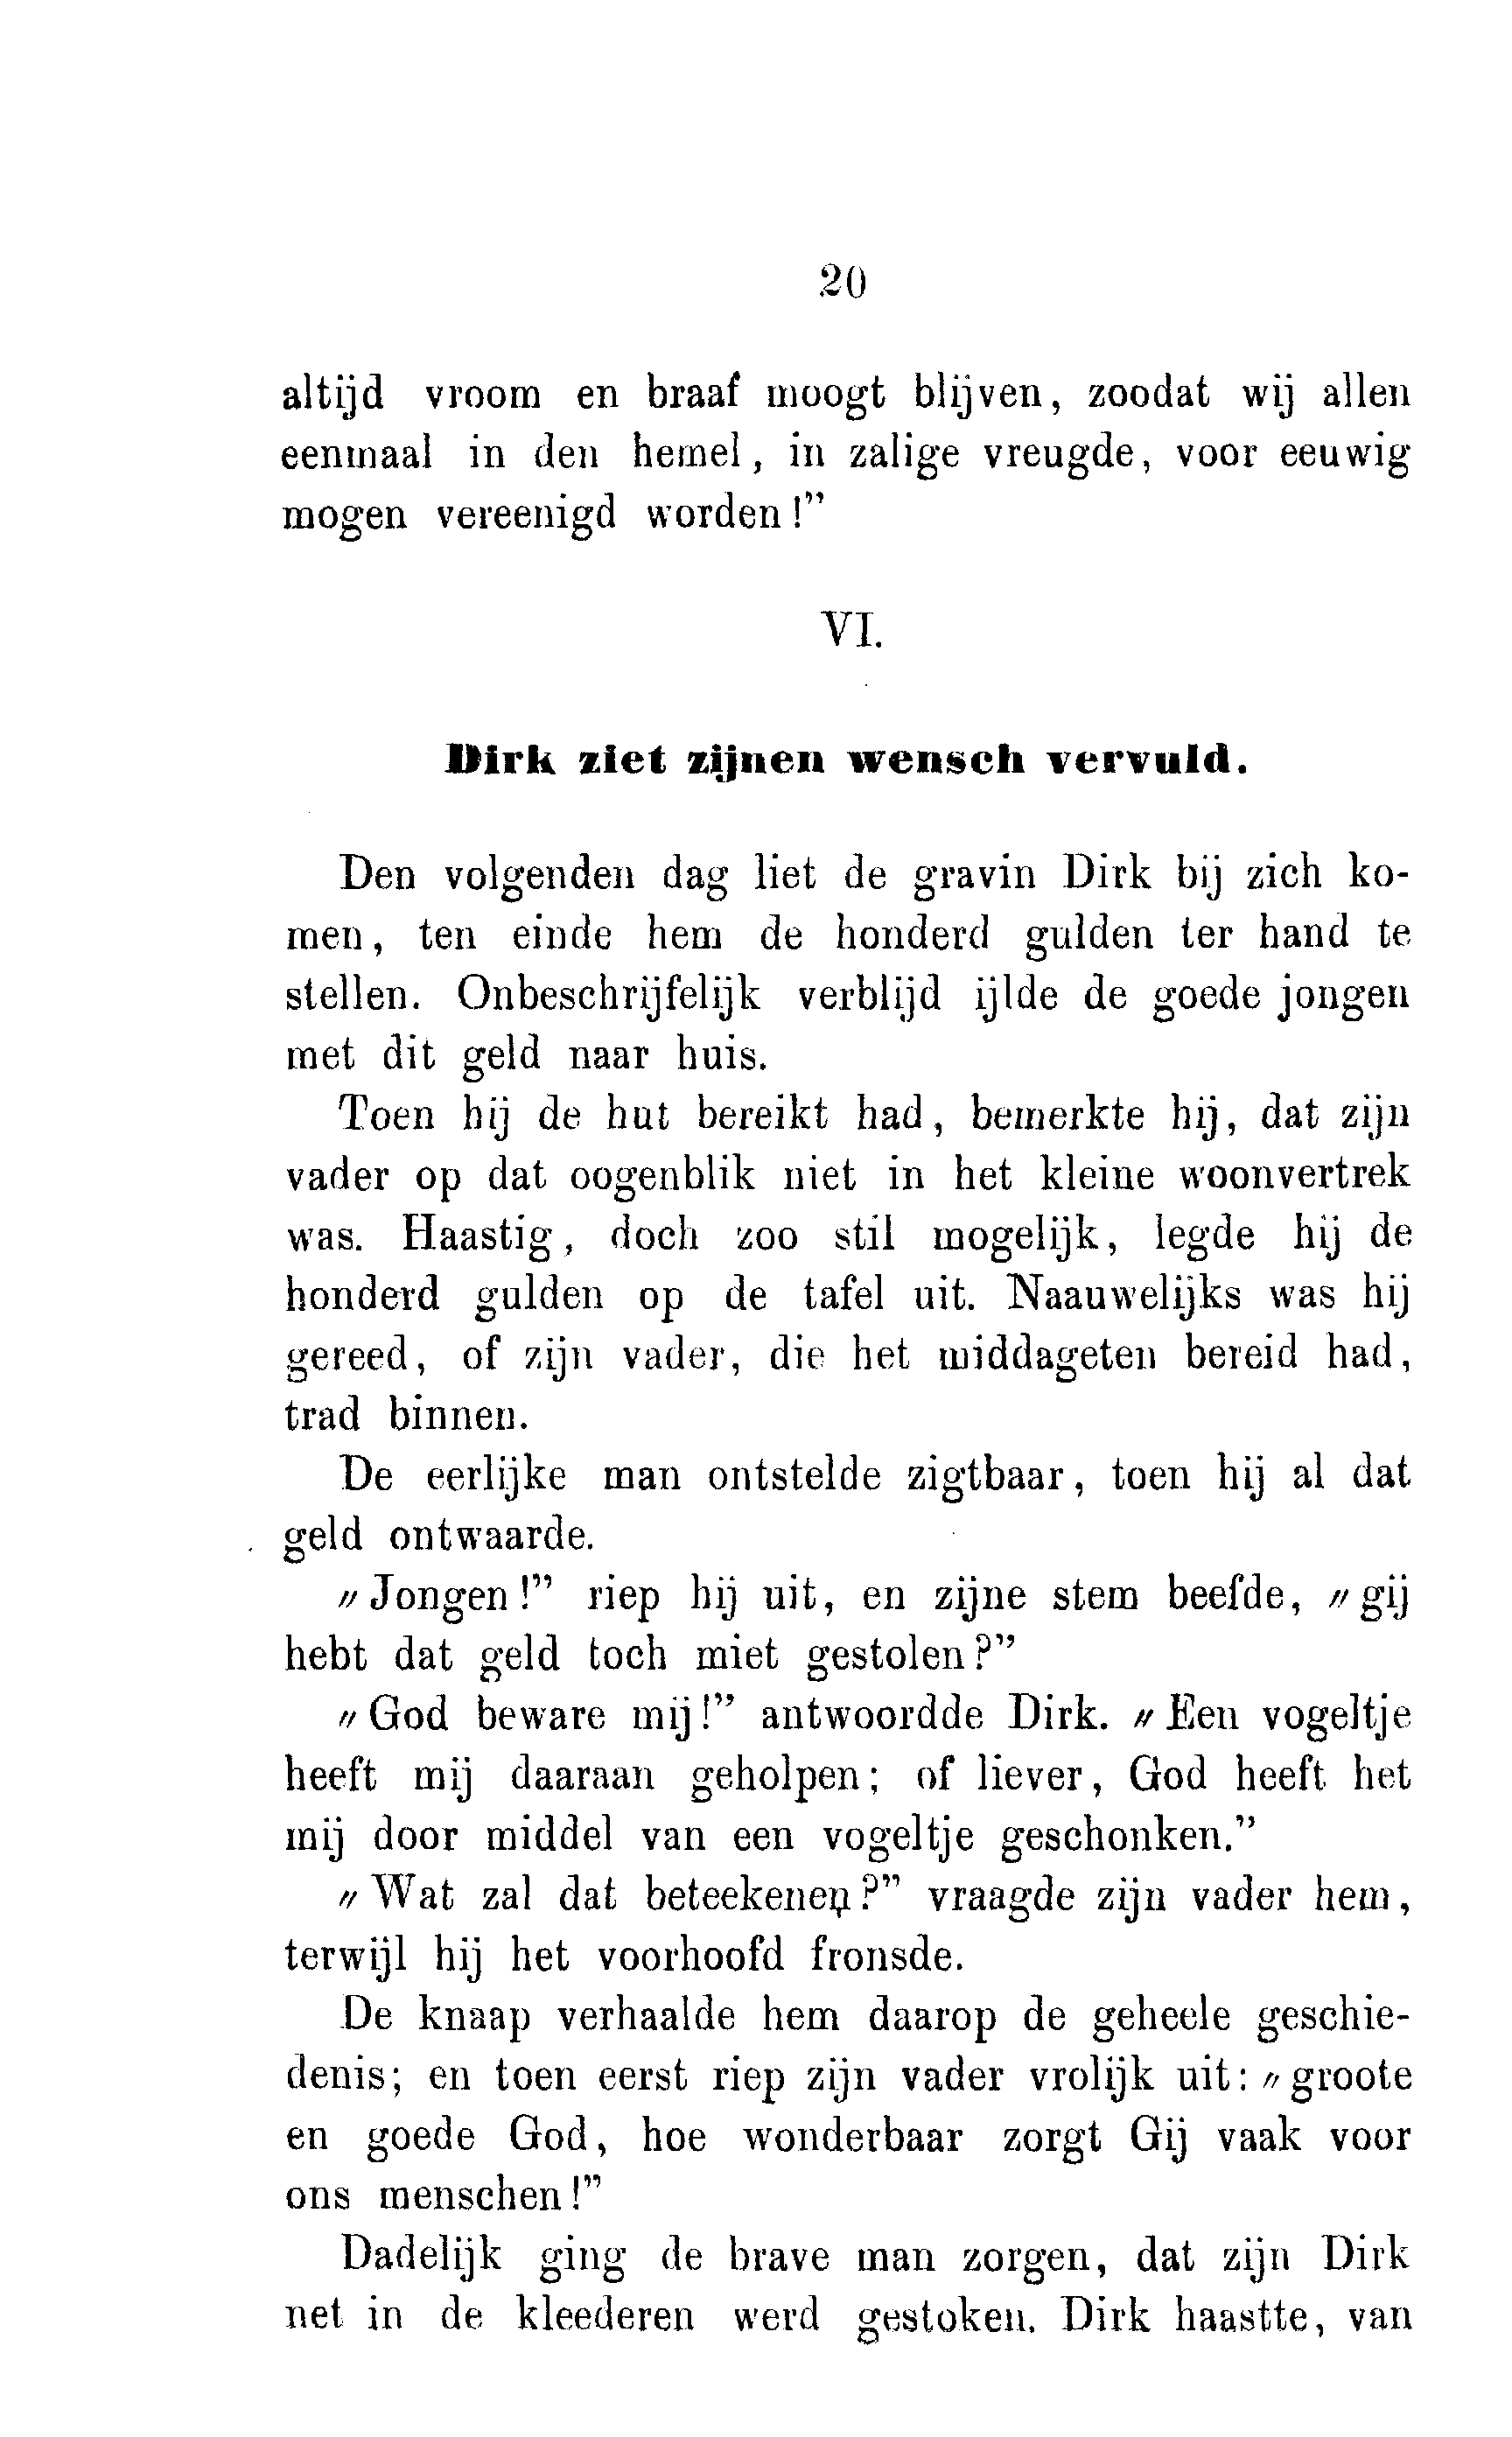 20
altijd vroom en braaf moogt blijven, zoodat wij allen
eenmaal in den hemel, in zalige vreugde, voor eeuwig
mogen vereenigd worden!”
VI.
Dirk ziet zijnen wensch vervuld.
Den volgenden dag liet de gravin Dirk bij zich ko-
men, ten einde hem de honderd gulden ter hand te
stellen. Onbeschrijfelijk verblijd ijlde de goede jongen
met dit geld naar huis.
Toen hij de hut bereikt had, bemerkte hij, dat zijn
vader op dat oogenblik niet in het kleine woonvertrek
was. Haastig, doch zoo stil mogelijk, legde hij de
honderd gulden op de tafel uit. Naauwelijks was hij
gereed, of zijn vader, die het middageten bereid had,
trad binnen.
De eerlijke man ontstelde zigtbaar, toen hij al dat
geld ontwaarde.
„Jongen!” riep hij uit, en zijne stem beefde, „gij
hebt dat geld toch miet gestolen?”
„God beware mij!” antwoordde Dirk. „Een vogeltje
heeft mij daaraan geholpen; of liever, God heeft het
mij door middel van een vogeltje geschonken.”
„Wat zal dat beteekenen?” vraagde zijn vader hem,
terwijl hij het voorhoofd fronsde.
De knaap verhaalde hem daarop de geheele geschie-
denis; en toen eerst riep zijn vader vrolijk uit: „groote
en goede God, hoe wonderbaar zorgt Gij vaak voor
ons menschen!”
Dadelijk ging de brave man zorgen, dat zijn Dirk
net in de kleederen werd gestoken. Dirk haastte, van